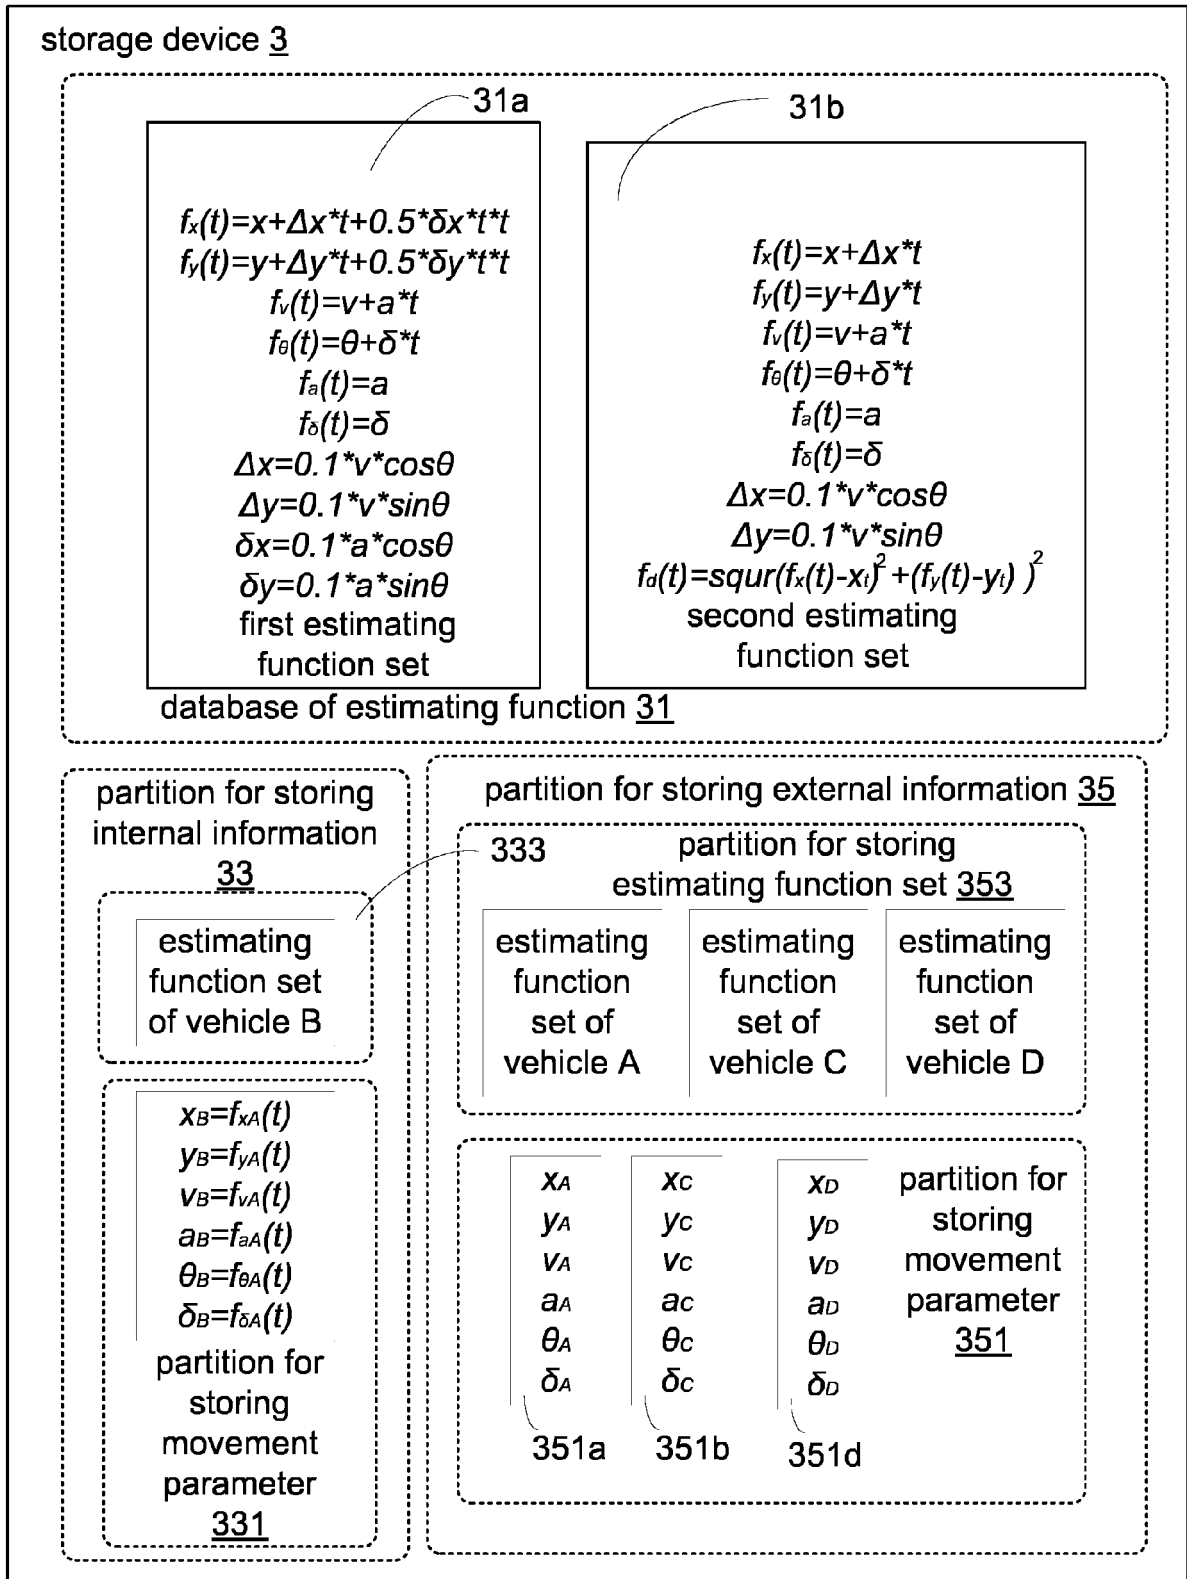 storage device 3
31a
31b
fx(t)=x+Δx*t+0.5*δx*t*t
fy(t)=y+Δy*t+0.5*δy*t*t
fv(t)=v+a*t
fθ(t)=θ+δ*t
fa(t)=a
fδ(t)=δ
Δx=0.1*v*cosθ
Δy=0.1*v*sinθ
δx=0.1*a*cosθ
δy=0.1*a*sinθ
first estimating
function set
fx(t)=x+Δx*t
fy(t)=y+Δy*t
fv(t)=v+a*t
fθ(t)=θ+δ*t
fa(t)=a
fδ(t)=δ
Δx=0.1*v*cosθ
Δy=0.1*v*sinθ
fd(t)=squr(fx(t)-xt)²+(fy(t)-yt) )²
second estimating
function set
database of estimating function 31
partition for storing
internal information
33
333
estimating
function set
of vehicle B
xB=fxA(t)
yB=fyA(t)
vB=fvA(t)
aB=faA(t)
θB=fθA(t)
δB=fδA(t)
partition for
storing
movement
parameter
331
partition for storing external information 35
partition for storing
estimating function set 353
estimating
function
set of
vehicle A
estimating
function
set of
vehicle C
estimating
function
set of
vehicle D
xA
yA
vA
aA
θA
δA
351a
xC
yC
vC
aC
θC
δC
351b
xD
yD
vD
aD
θD
δD
351d
partition for
storing
movement
parameter
351